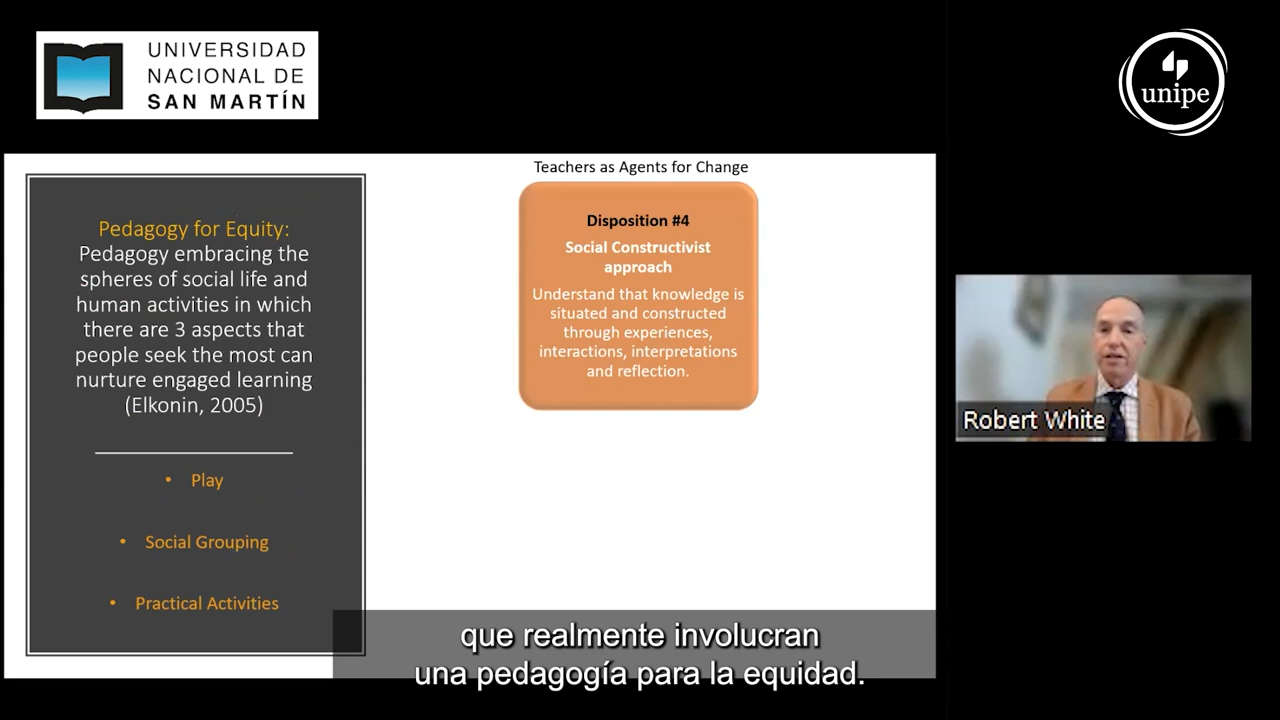 UNIVERSIDAD
NACIONAL DE
SAN MARTÍN
unipe
Pedagogy for Equity:
Pedagogy embracing the
spheres of social life and
human activities in which
there are 3 aspects that
people seek the most can
nurture engaged learning
(Elkonin, 2005)
• Play
• Social Grouping
• Practical Activities
Teachers as Agents for Change
Disposition #4
Social Constructivist
approach
Understand that knowledge is
situated and constructed
through experiences,
interactions, interpretations
and reflection.
Robert White
que realmente involucran
una pedagogía para la equidad.